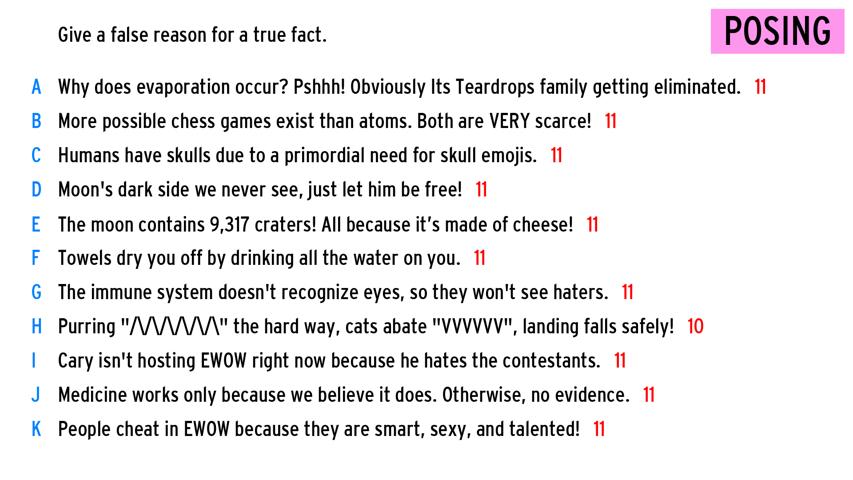 Give a false reason for a true fact.
POSING
A Why does evaporation occur? Pshhh! Obviously Its Teardrops family getting eliminated. 11
B More possible chess games exist than atoms. Both are VERY scarce! 11
C Humans have skulls due to a primordial need for skull emojis. 11
D Moon's dark side we never see, just let him be free! 11
E The moon contains 9,317 craters! All because it’s made of cheese! 11
F Towels dry you off by drinking all the water on you. 11
G The immune system doesn't recognize eyes, so they won't see haters. 11
H Purring "/\/\/\/\/\/\/\" the hard way, cats abate "VVVVVV", landing falls safely! 10
I Cary isn't hosting EWOW right now because he hates the contestants. 11
J Medicine works only because we believe it does. Otherwise, no evidence. 11
K People cheat in EWOW because they are smart, sexy, and talented! 11